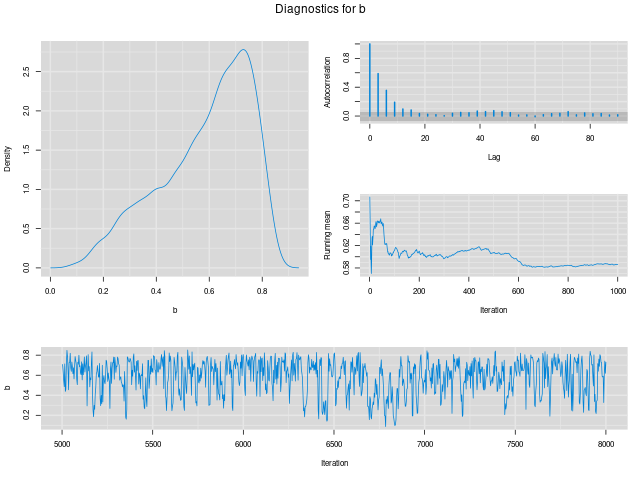 Diagnostics for b
Density
0.0 0.5 1.0 1.5 2.0 2.5
0.0 0.2 0.4 0.6 0.8
b
Autocorrelation
0.0 0.4 0.8
0 20 40 60 80
Lag
Running mean
0.58 0.62 0.66 0.70
0 200 400 600 800 1000
Iteration
b
0.2 0.4 0.6 0.8
5000 5500 6000 6500 7000 7500 8000
Iteration